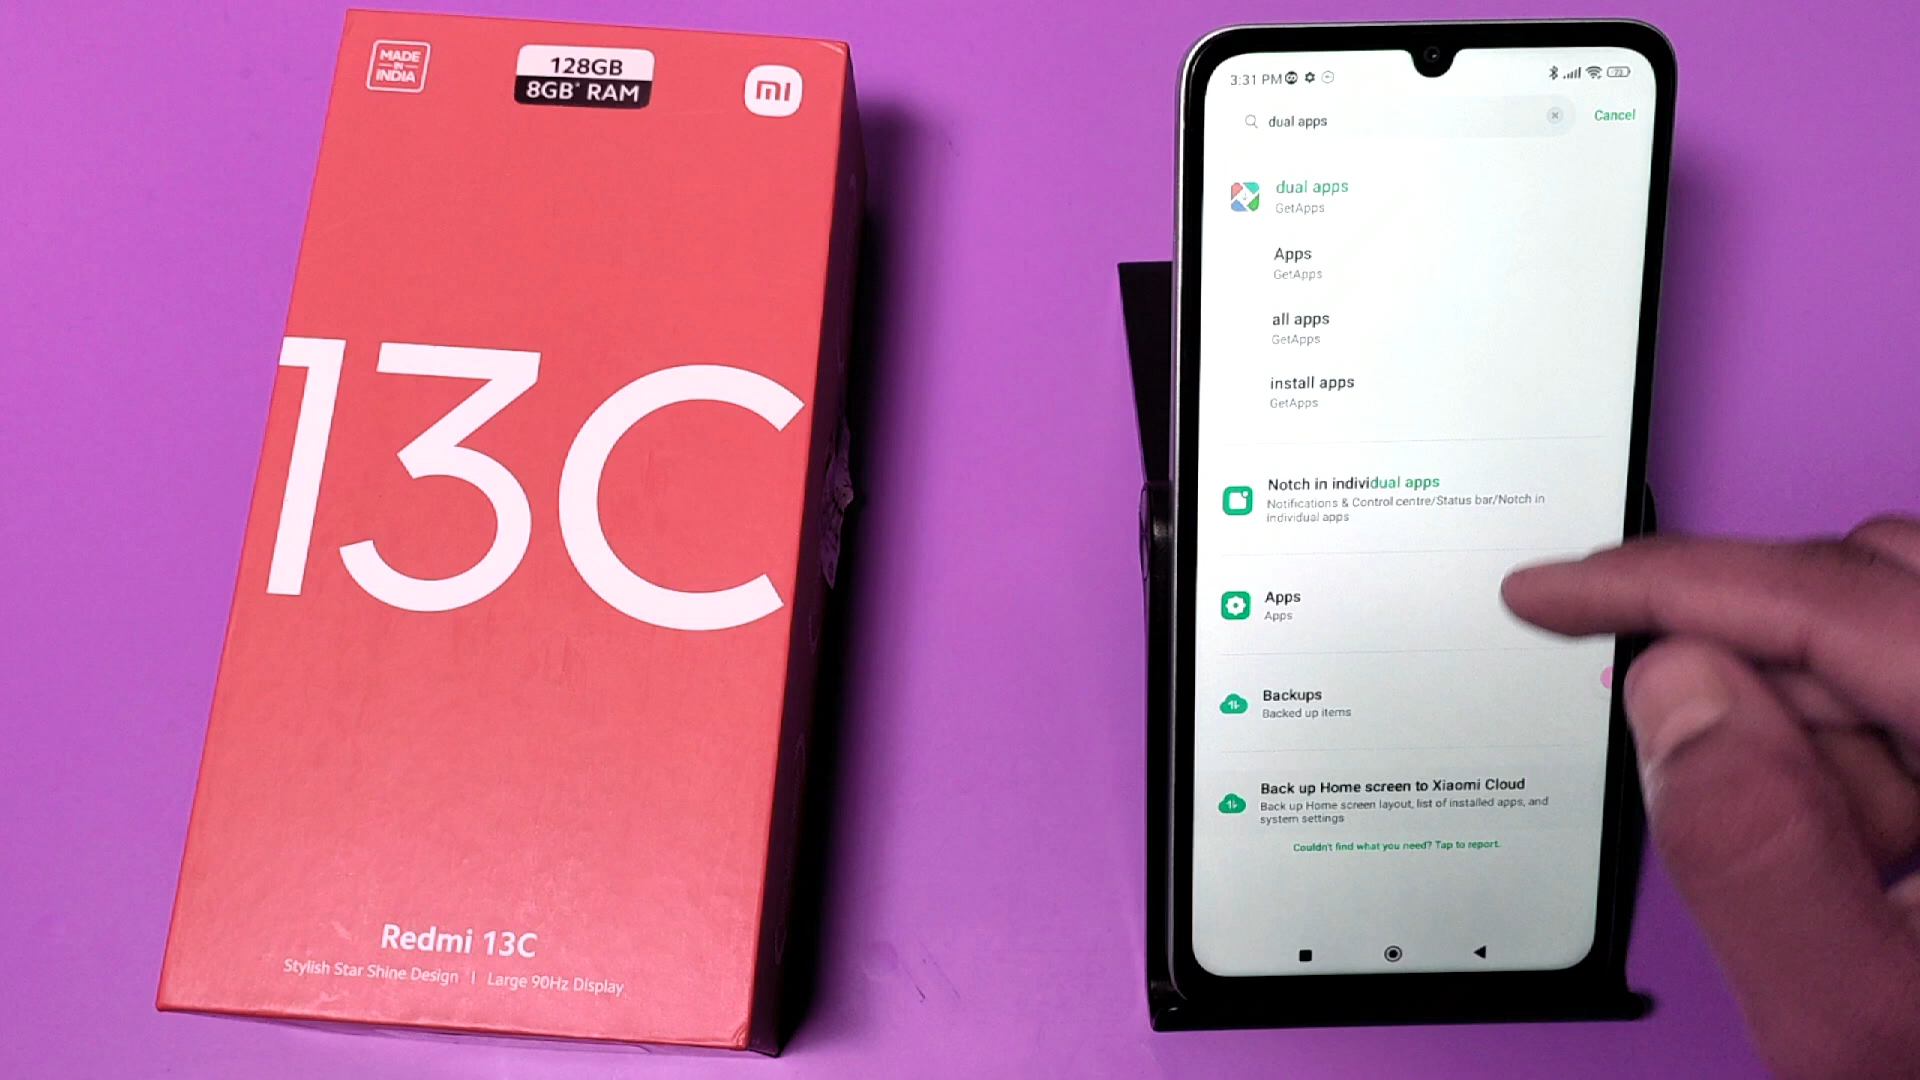 MADE
IN
INDIA
128GB
8GB* RAM
mi
13C
Redmi 13C
Stylish Star Shine Design | Large 90Hz Display
3:31 PM
73
dual apps
Cancel
dual apps
GetApps
Apps
GetApps
all apps
GetApps
install apps
GetApps
Notch in individual apps
Notifications & Control centre/Status bar/Notch in
individual apps
Apps
Apps
Backups
Backed up items
Back up Home screen to Xiaomi Cloud
Back up Home screen layout, list of installed apps, and
system settings
Couldn't find what you need? Tap to report.